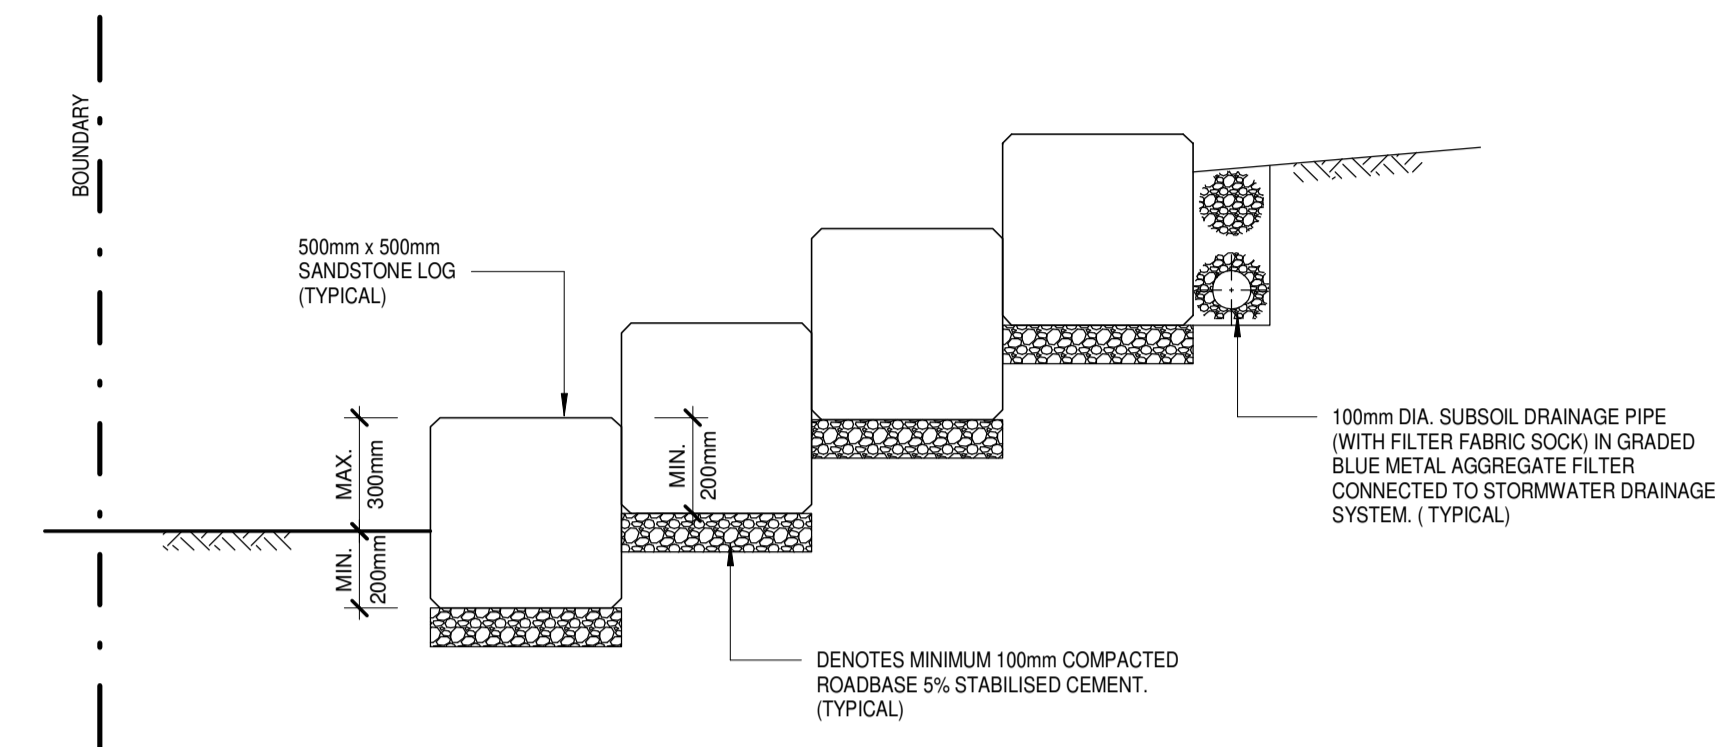 BOUNDARY
500mm x 500mm
SANDSTONE LOG
(TYPICAL)
MAX.
300mm
MIN.
200mm
MIN.
200mm
100mm DIA. SUBSOIL DRAINAGE PIPE
(WITH FILTER FABRIC SOCK) IN GRADED
BLUE METAL AGGREGATE FILTER
CONNECTED TO STORMWATER DRAINAGE
SYSTEM. ( TYPICAL)
DENOTES MINIMUM 100mm COMPACTED
ROADBASE 5% STABILISED CEMENT.
(TYPICAL)